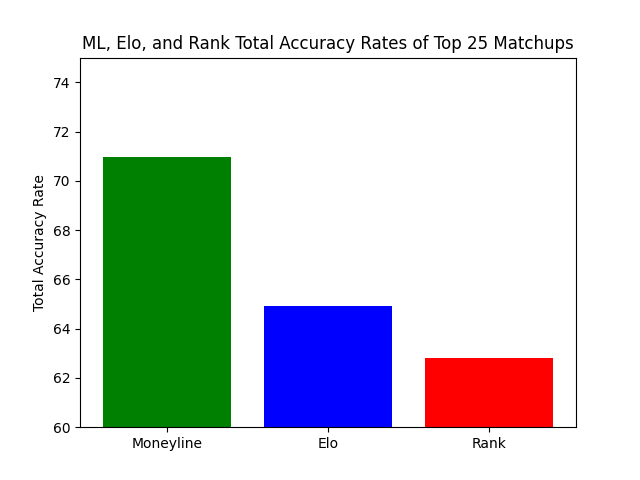 ML, Elo, and Rank Total Accuracy Rates of Top 25 Matchups
Total Accuracy Rate
74
72
70
68
66
64
62
60
Moneyline
Elo
Rank